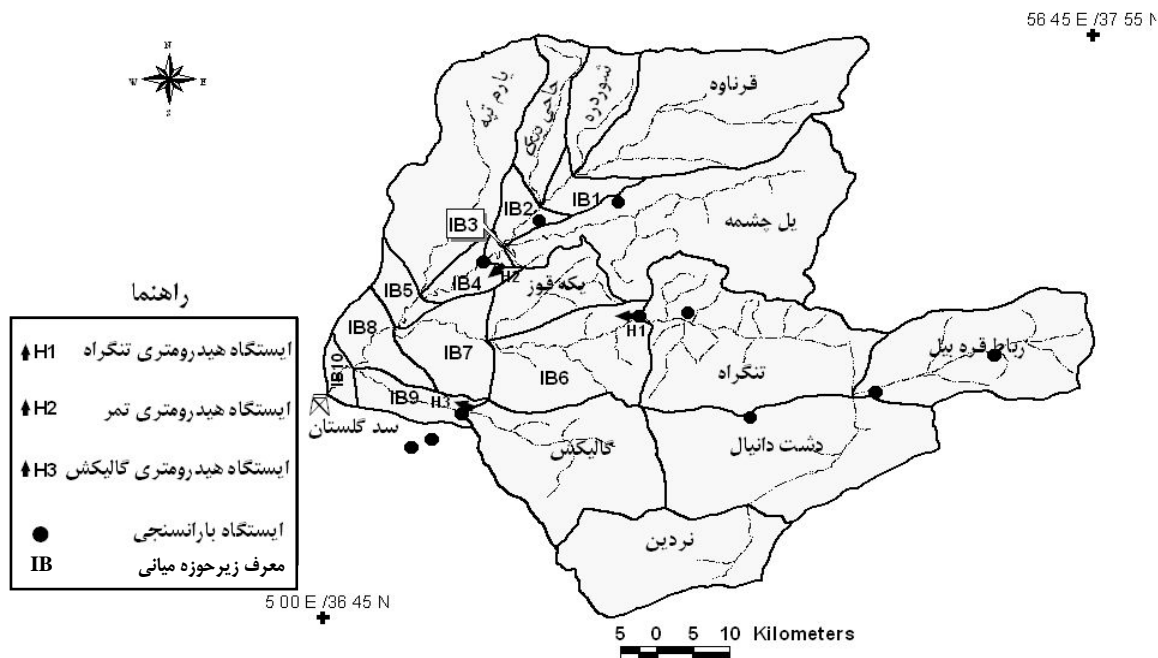 56 45 E /37 55 N
N
W
E
S
یارم تپه
حاجی دری
شوردره
قرناوه
IB1
IB2
IB3
یل چشمه
IB4
H2
یکه قوز
IB5
IB8
IB7
H1
IB6
تنگراه
رباط قره بیل
IB10
IB9
H3
سد گلستان
گالیکش
دشت دانیال
نردین
راهنما
H1 ایستگاه هیدرومتری تنگراه
H2 ایستگاه هیدرومتری تمر
H3 ایستگاه هیدرومتری گالیکش
ایستگاه بارانسنجی
IB معرف زیرحوزه میانی
5 00 E /36 45 N
5 0 5 10 Kilometers